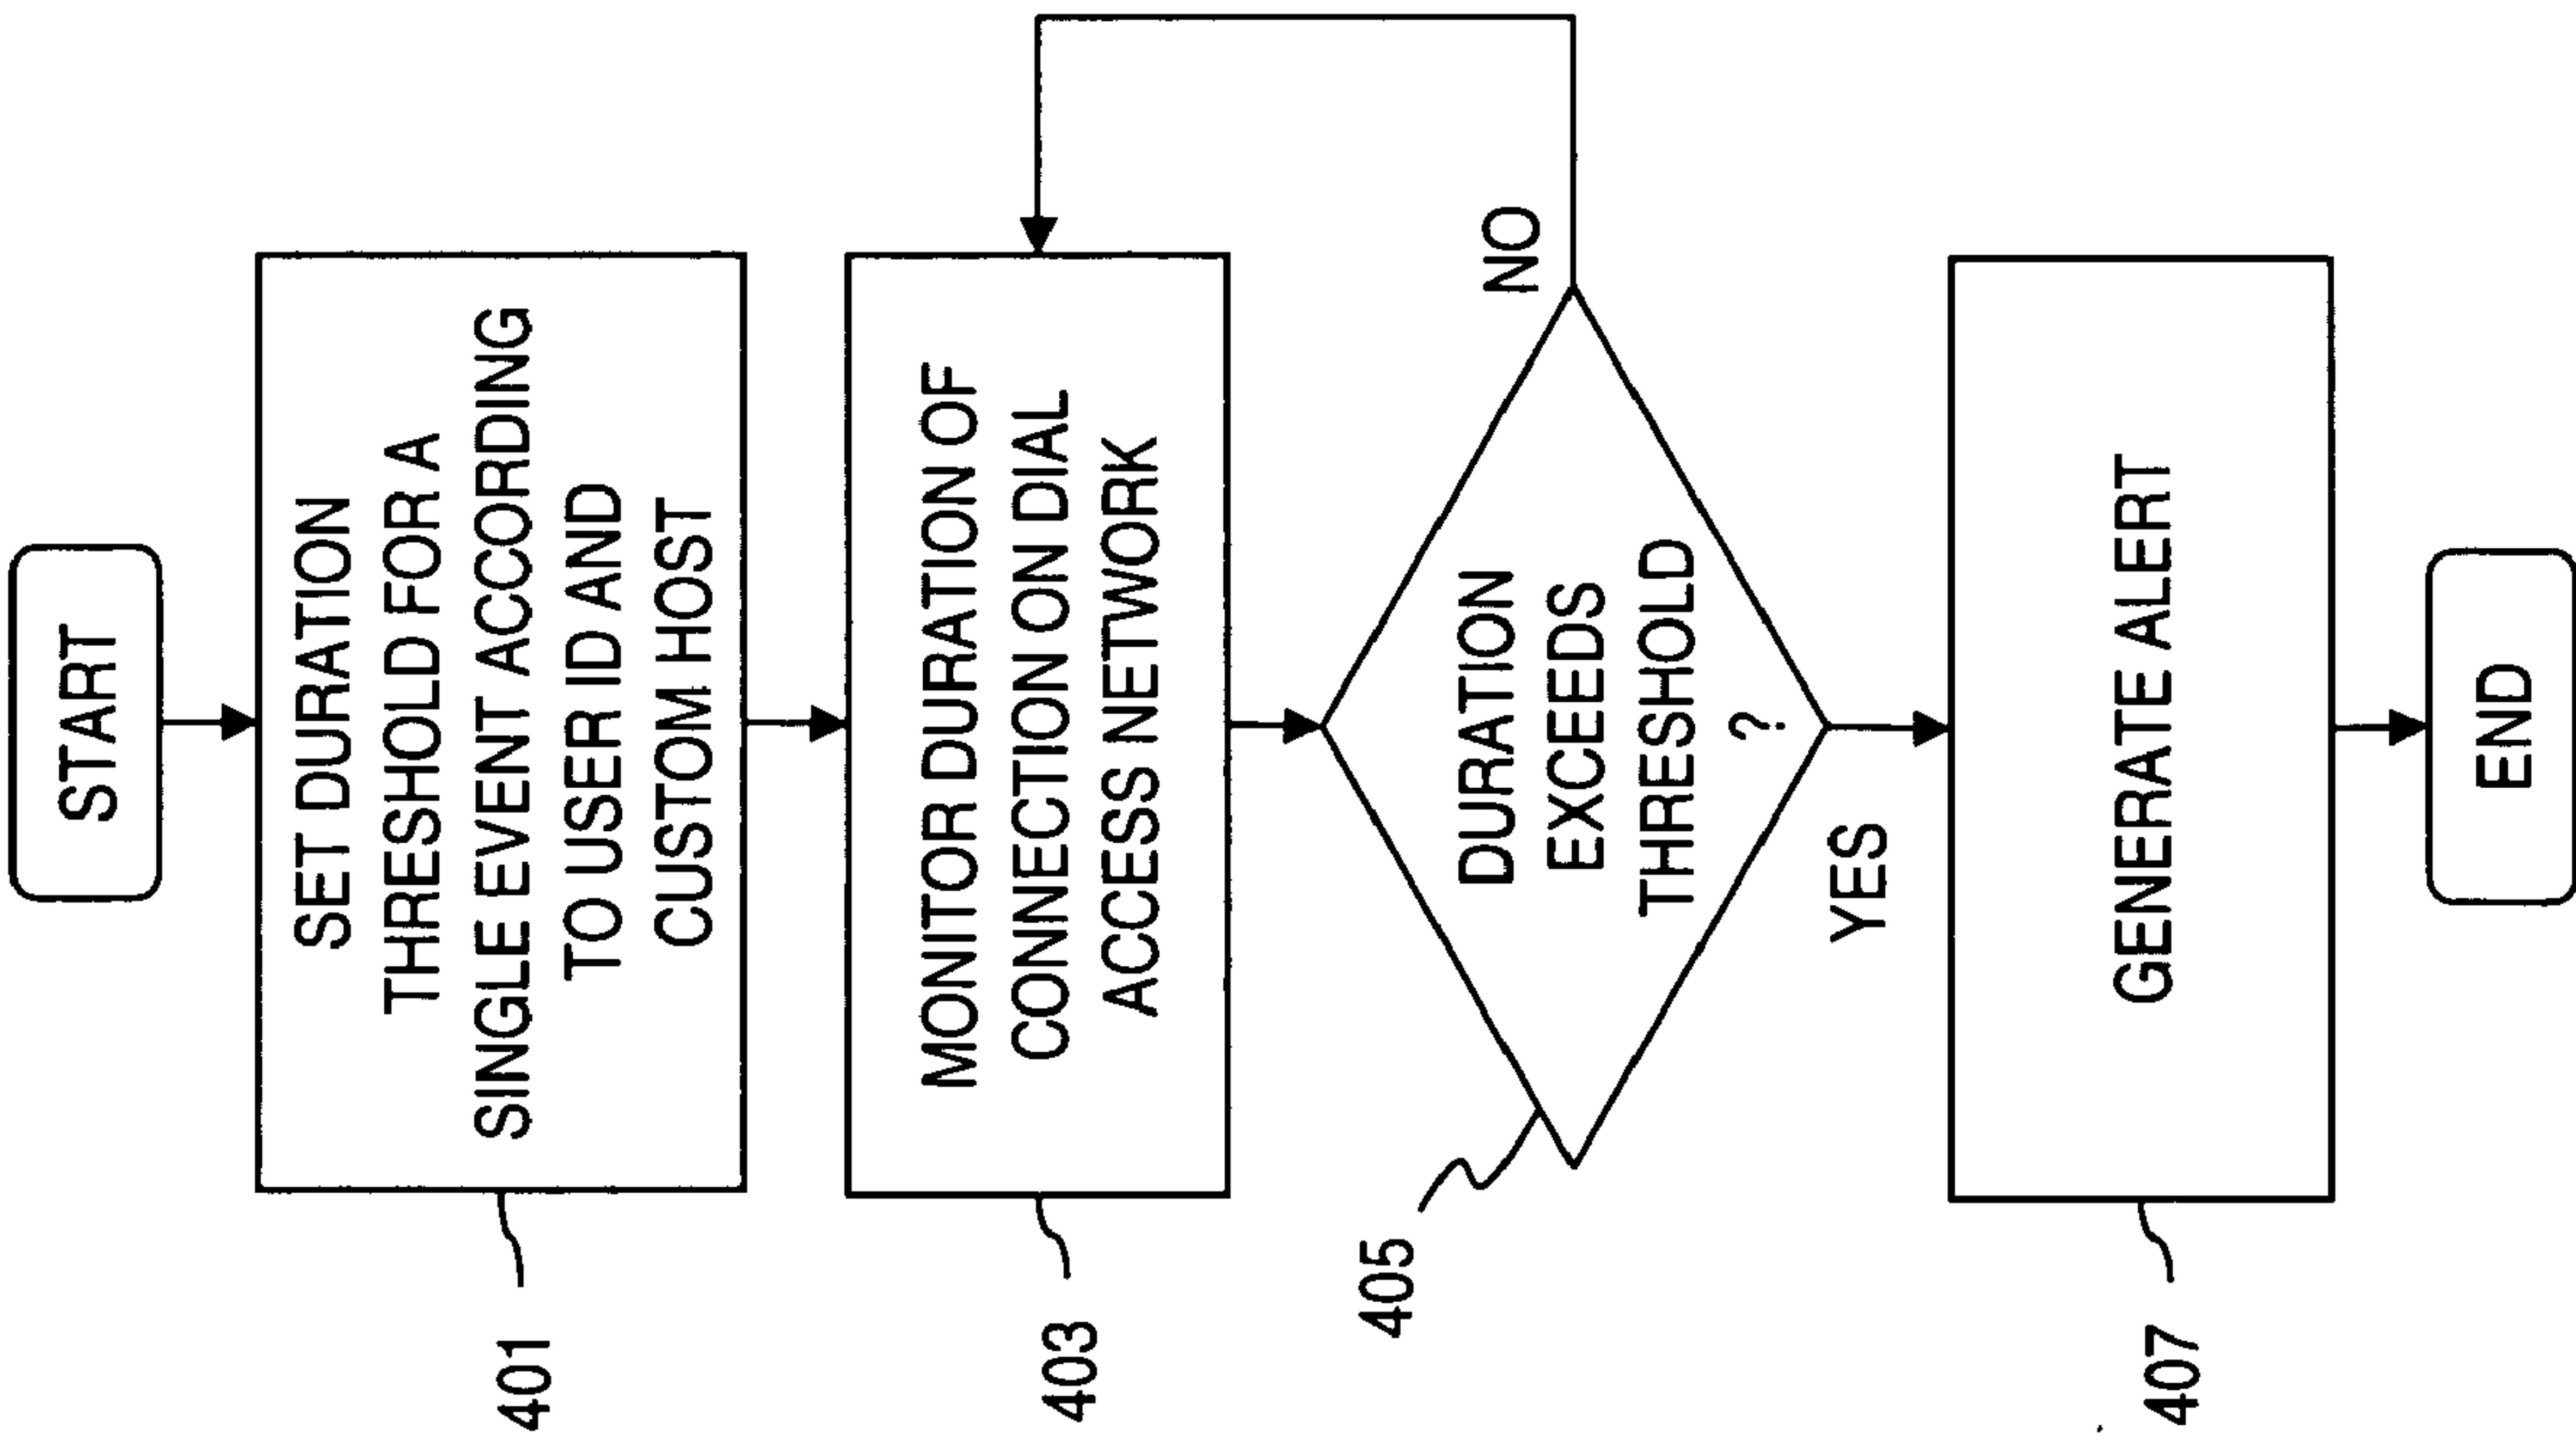 START
SET DURATION
THRESHOLD FOR A
SINGLE EVENT ACCORDING
TO USER ID AND
CUSTOM HOST
401
MONITOR DURATION OF
CONNECTION ON DIAL
ACCESS NETWORK
403
DURATION
EXCEEDS
THRESHOLD
?
405
NO
YES
GENERATE ALERT
407
END